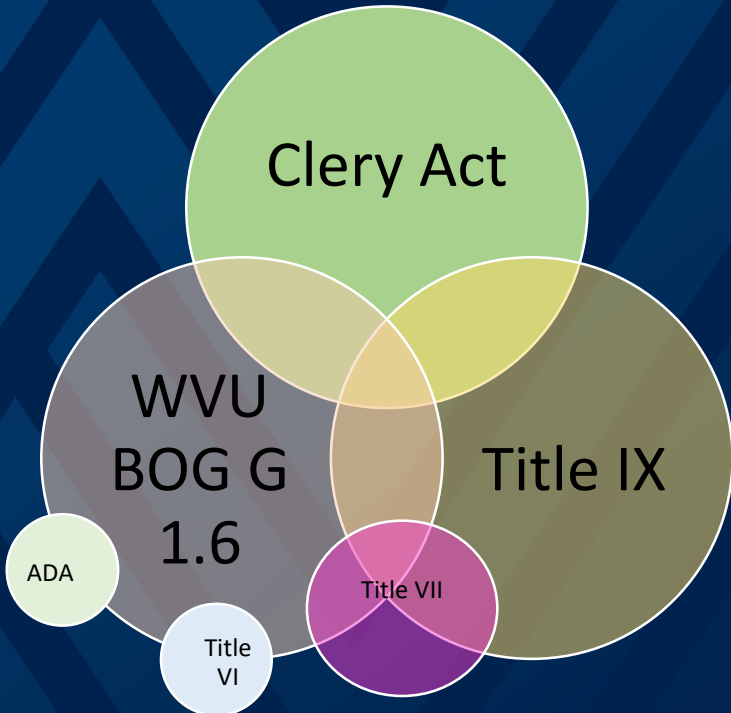 Clery Act
WVU
BOG G
1.6
Title IX
ADA
Title VII
Title
VI